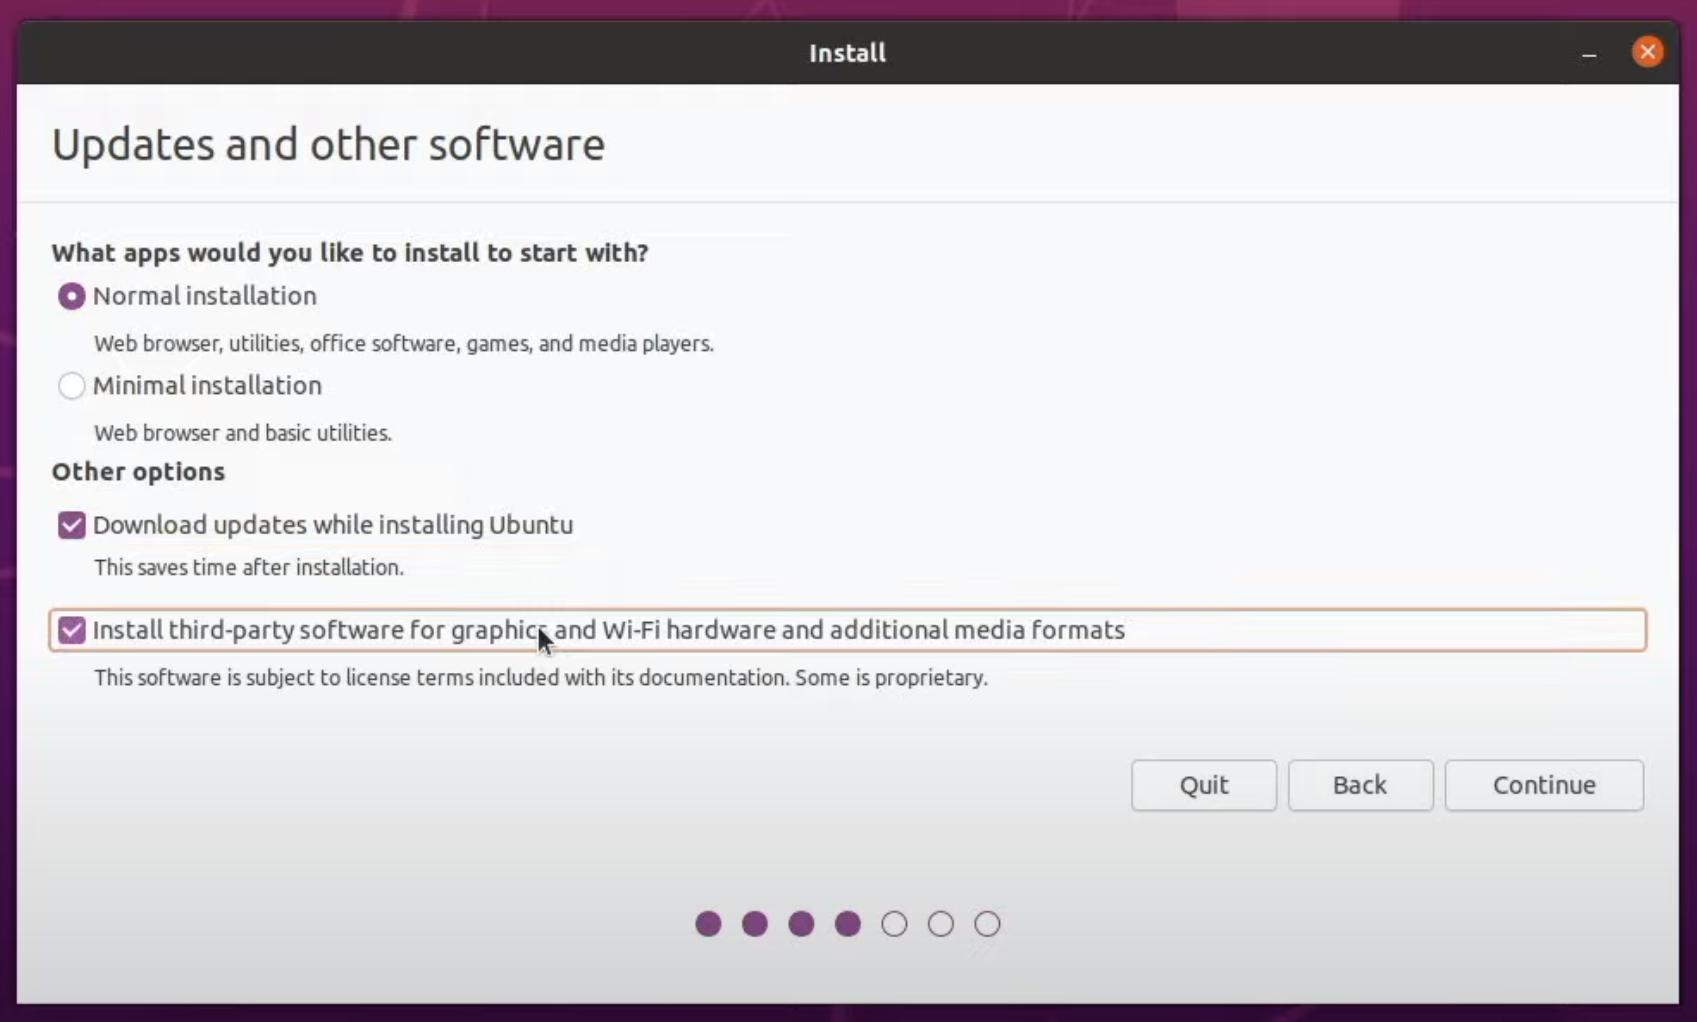 Install
Updates and other software
What apps would you like to install to start with?
Normal installation
Web browser, utilities, office software, games, and media players.
Minimal installation
Web browser and basic utilities.
Other options
Download updates while installing Ubuntu
This saves time after installation.
Install third-party software for graphics and Wi-Fi hardware and additional media formats
This software is subject to license terms included with its documentation. Some is proprietary.
Quit Back Continue